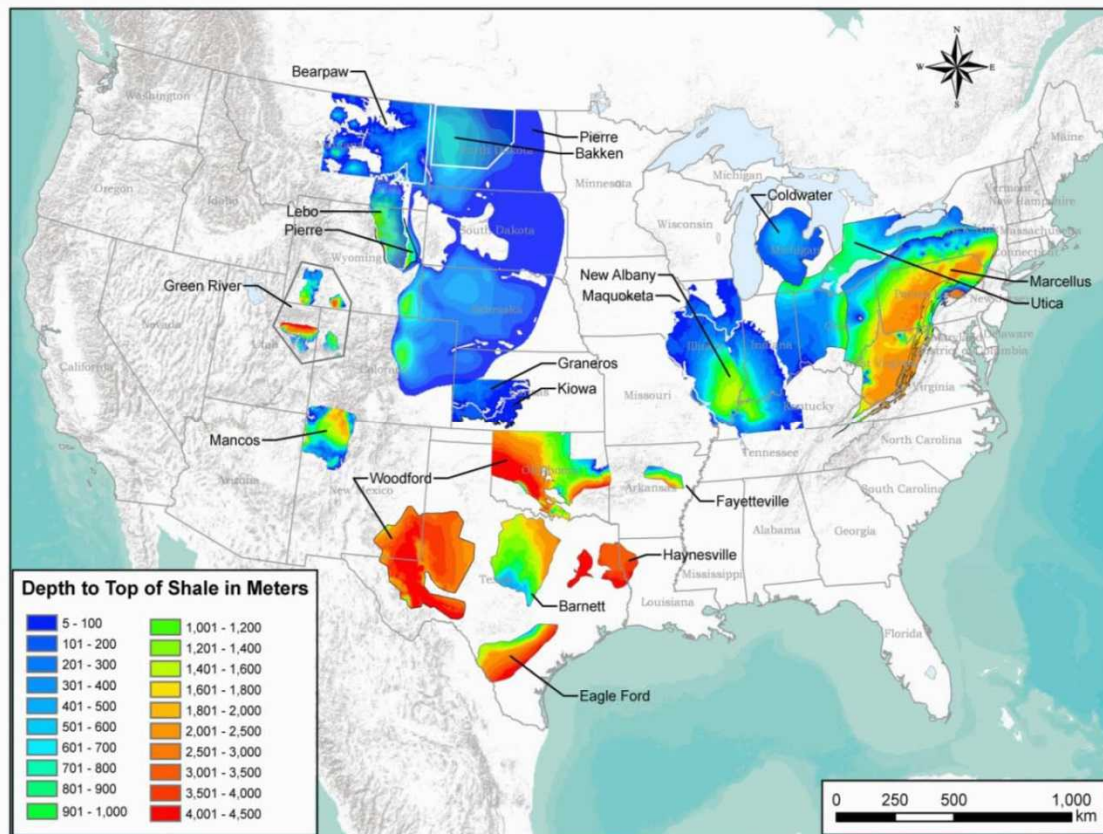 Bearpaw
Washington
N
W E
S
Montana
North Dakota
Pierre
Bakken
Minnesota
Michigan
Maine
Vermont
New Hampshire
Massachusetts
Connecticut
Oregon
Idaho
Wisconsin
Coldwater
Michigan
Lebo
Pierre
South Dakota
Wyoming
New Albany
Maquoketa
Marcellus
Utica
Green River
Nebraska
Nevada
Utah
Colorado
Illinois
Indiana
Delaware
District of Columbia
Virginia
California
Graneros
Kiowa
Missouri
Kentucky
Mancos
Tennessee
North Carolina
Woodford
Oklahoma
Arizona
New Mexico
Arkansas
Fayetteville
South Carolina
Alabama
Georgia
Haynesville
Mississippi
Louisiana
Barnett
Florida
Eagle Ford
Depth to Top of Shale in Meters
5 - 100
101 - 200
201 - 300
301 - 400
401 - 500
501 - 600
601 - 700
701 - 800
801 - 900
901 - 1,000
1,001 - 1,200
1,201 - 1,400
1,401 - 1,600
1,601 - 1,800
1,801 - 2,000
2,001 - 2,500
2,501 - 3,000
3,001 - 3,500
3,501 - 4,000
4,001 - 4,500
0 250 500 1,000
km